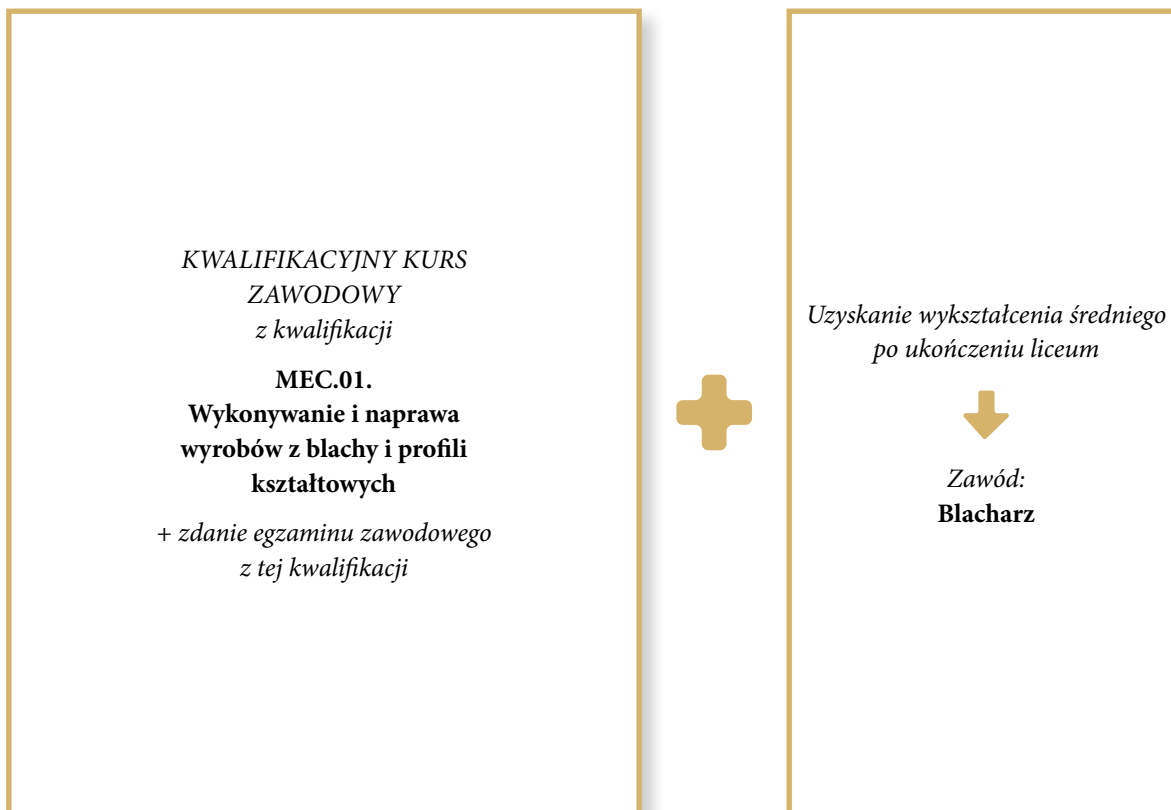 KWALIFIKACYJNY KURS
ZAWODOWY
z kwalifikacji
MEC.01.
Wykonywanie i naprawa
wyrobów z blachy i profili
kształtowych
+ zdanie egzaminu zawodowego
z tej kwalifikacji
Uzyskanie wykształcenia średniego
po ukończeniu liceum
Zawód:
Blacharz